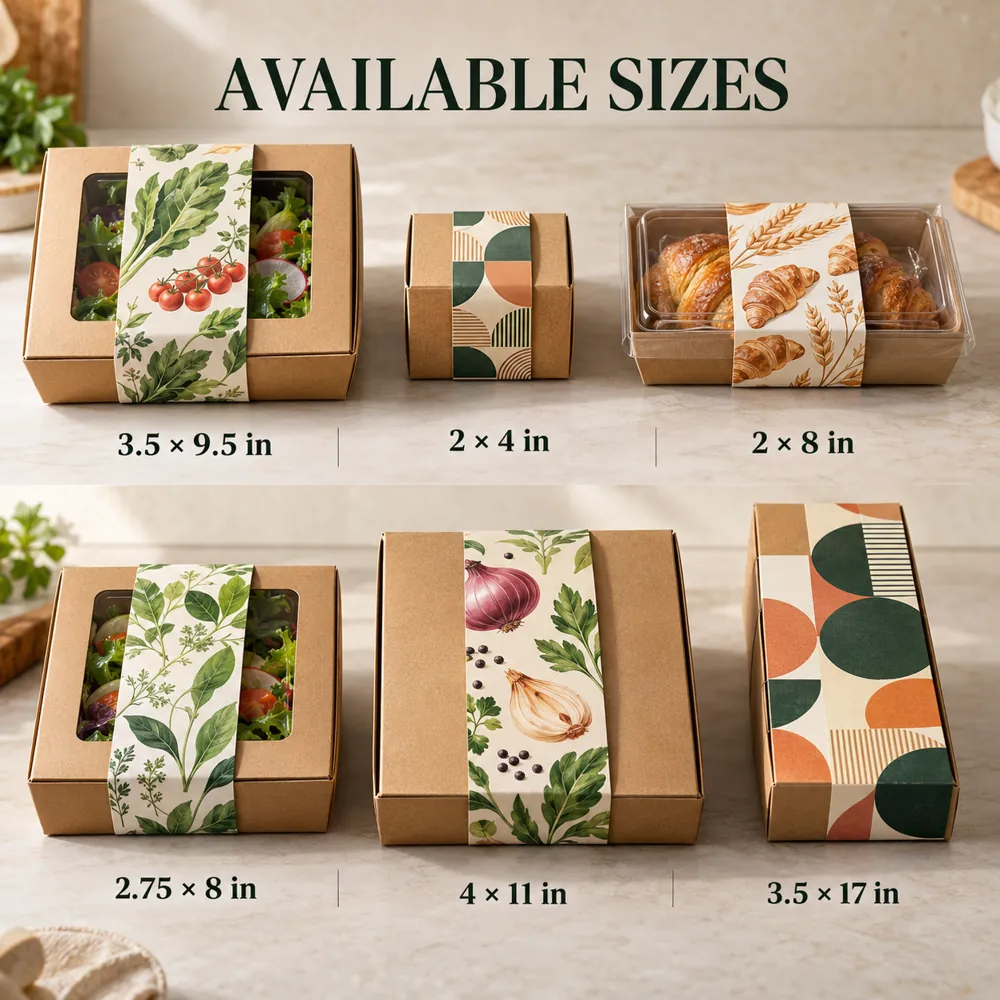 AVAILABLE SIZES
3.5 × 9.5 in
2 × 4 in
2 × 8 in
2.75 × 8 in
4 × 11 in
3.5 × 17 in